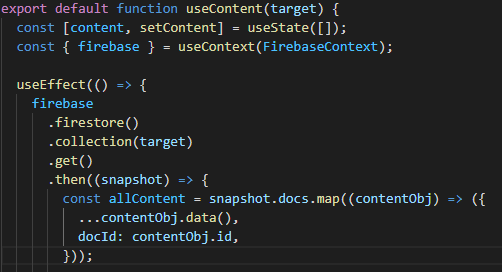 export default function useContent(target) {
  const [content, setContent] = useState([]);
  const { firebase } = useContext(FirebaseContext);

  useEffect(() => {
    firebase
      .firestore()
      .collection(target)
      .get()
      .then((snapshot) => {
        const allContent = snapshot.docs.map((contentObj) => ({
          ...contentObj.data(),
          docId: contentObj.id,
        }));